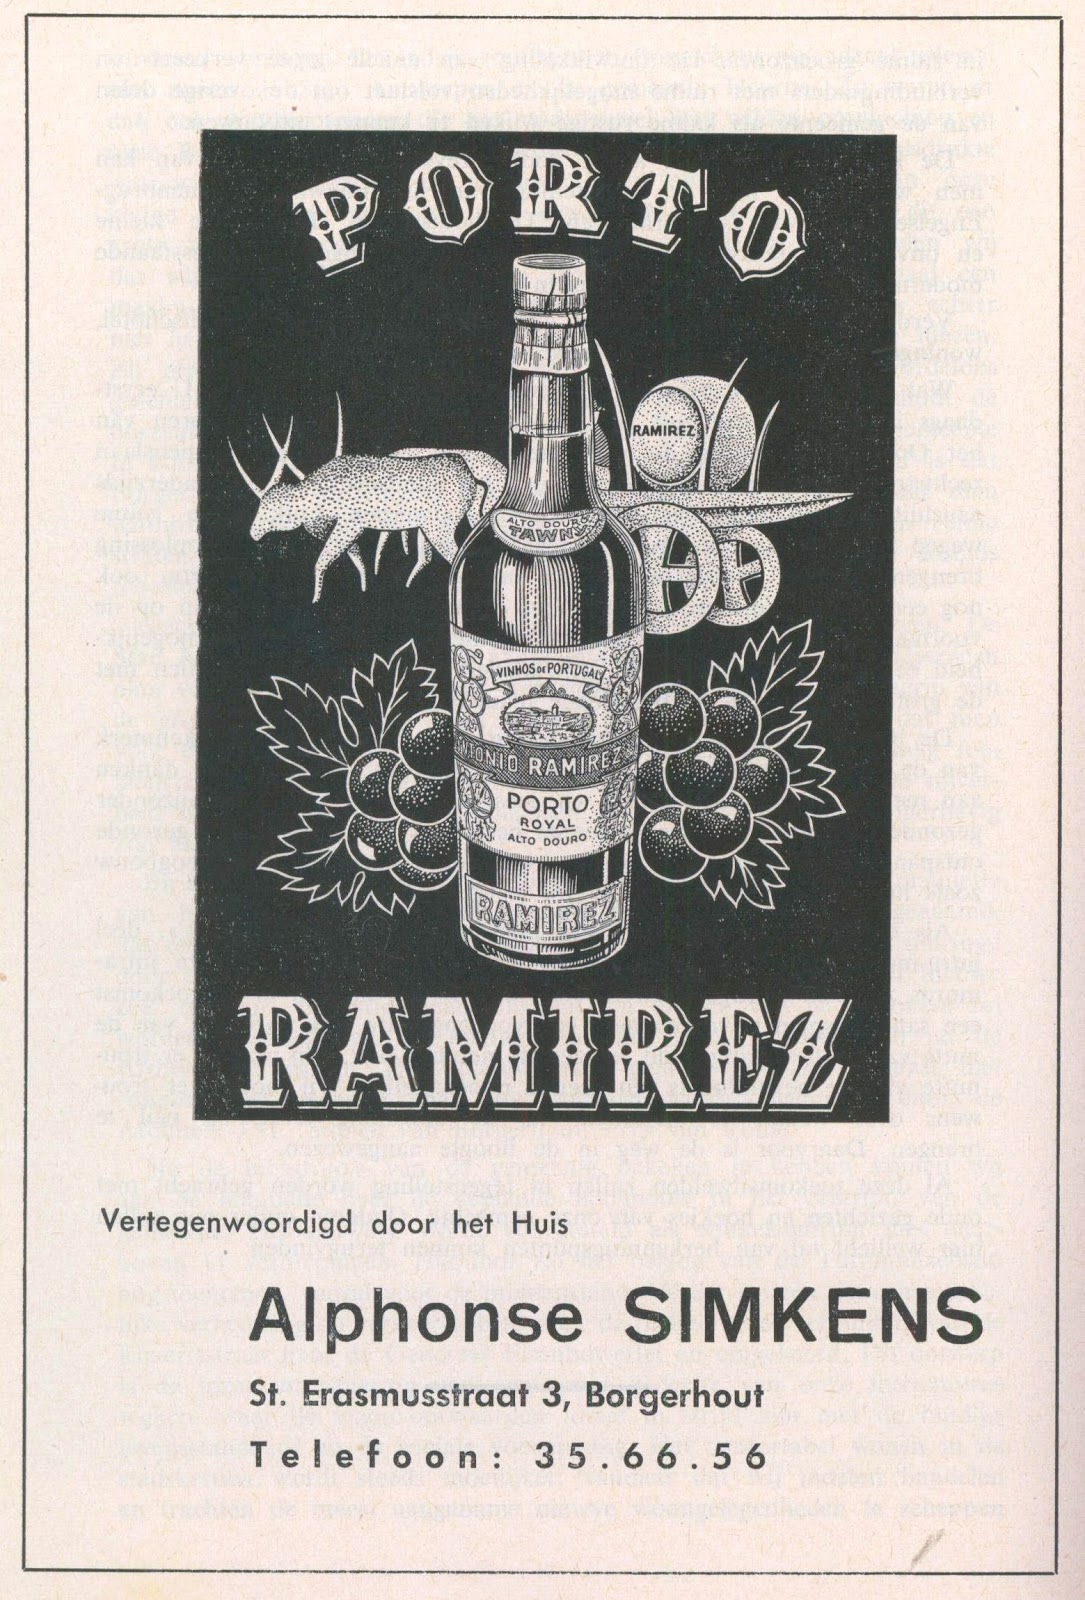 PORTO
RAMIREZ
ALTO DOURO
TAWNY
VINHOS DE PORTUGAL
ANTONIO RAMIREZ
PORTO
ROYAL
ALTO DOURO
RAMIREZ
RAMIREZ
Vertegenwoordigd door het Huis
Alphonse SIMKENS
St. Erasmusstraat 3, Borgerhout
Telefoon: 35.66.56